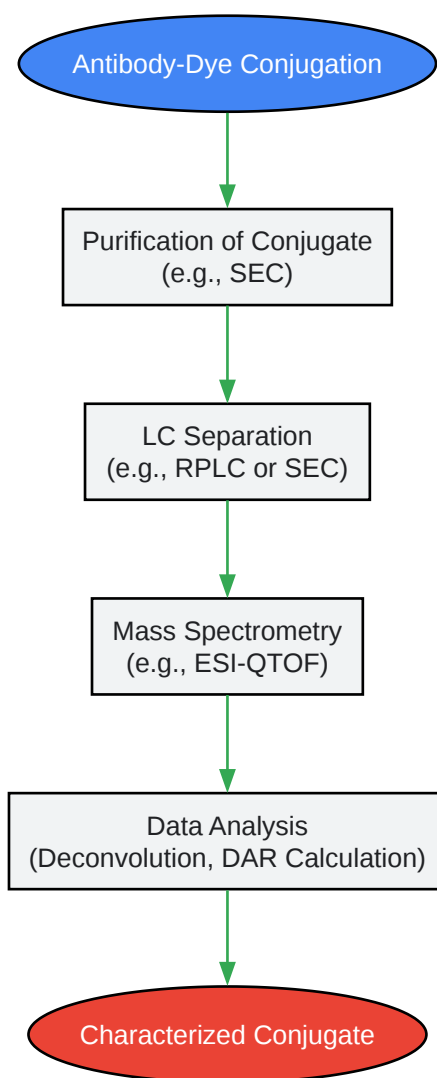 Antibody-Dye Conjugation
Purification of Conjugate
(e.g., SEC)
LC Separation
(e.g., RPLC or SEC)
Mass Spectrometry
(e.g., ESI-QTOF)
Data Analysis
(Deconvolution, DAR Calculation)
Characterized Conjugate